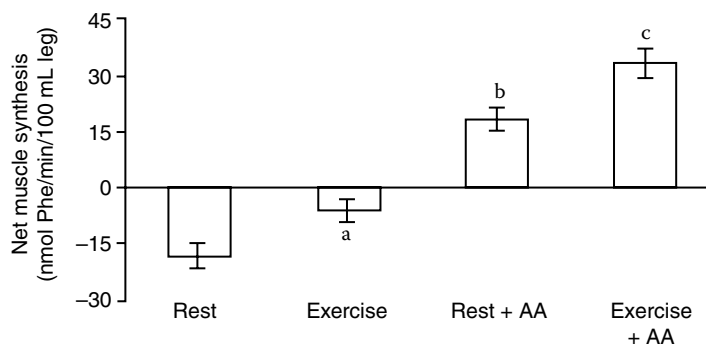 Net muscle synthesis
(nmol Phe/min/100 mL leg)
45
30
15
0
−15
−30
a
b
c
Rest
Exercise
Rest + AA
Exercise
+ AA